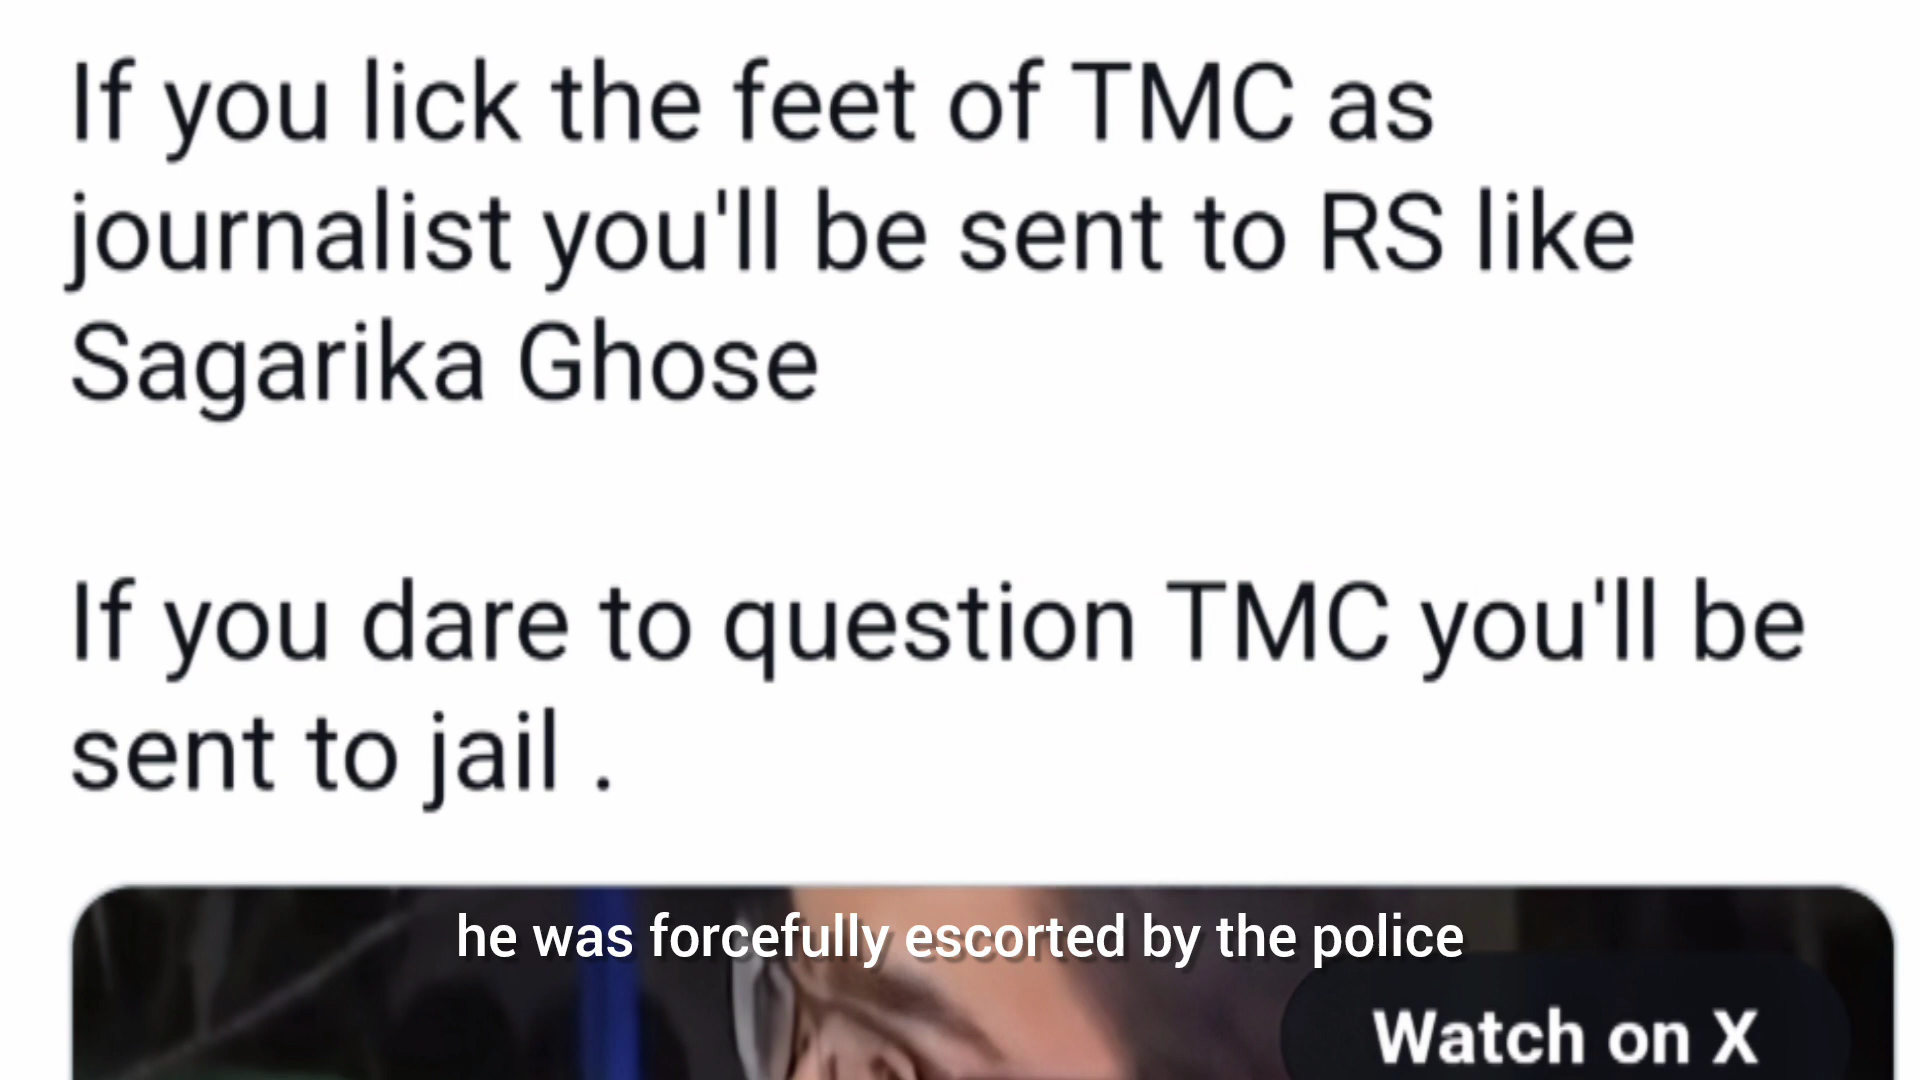 If you lick the feet of TMC as
journalist you'll be sent to RS like
Sagarika Ghose
If you dare to question TMC you'll be
sent to jail .
he was forcefully escorted by the police
Watch on X